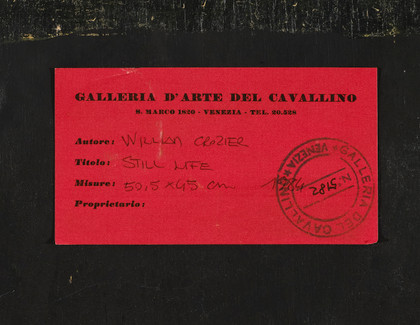 GALLERIA D'ARTE DEL CAVALLINO
S. MARCO 1820 - VENEZIA - TEL. 20.528
Autore: WILLIAM CROZIER
Titolo: STILL LIFE
Misure: 50,5 x 45 cm
Proprietario:
GALLERIA DEL CAVALLINO
VENEZIA
N. 5182